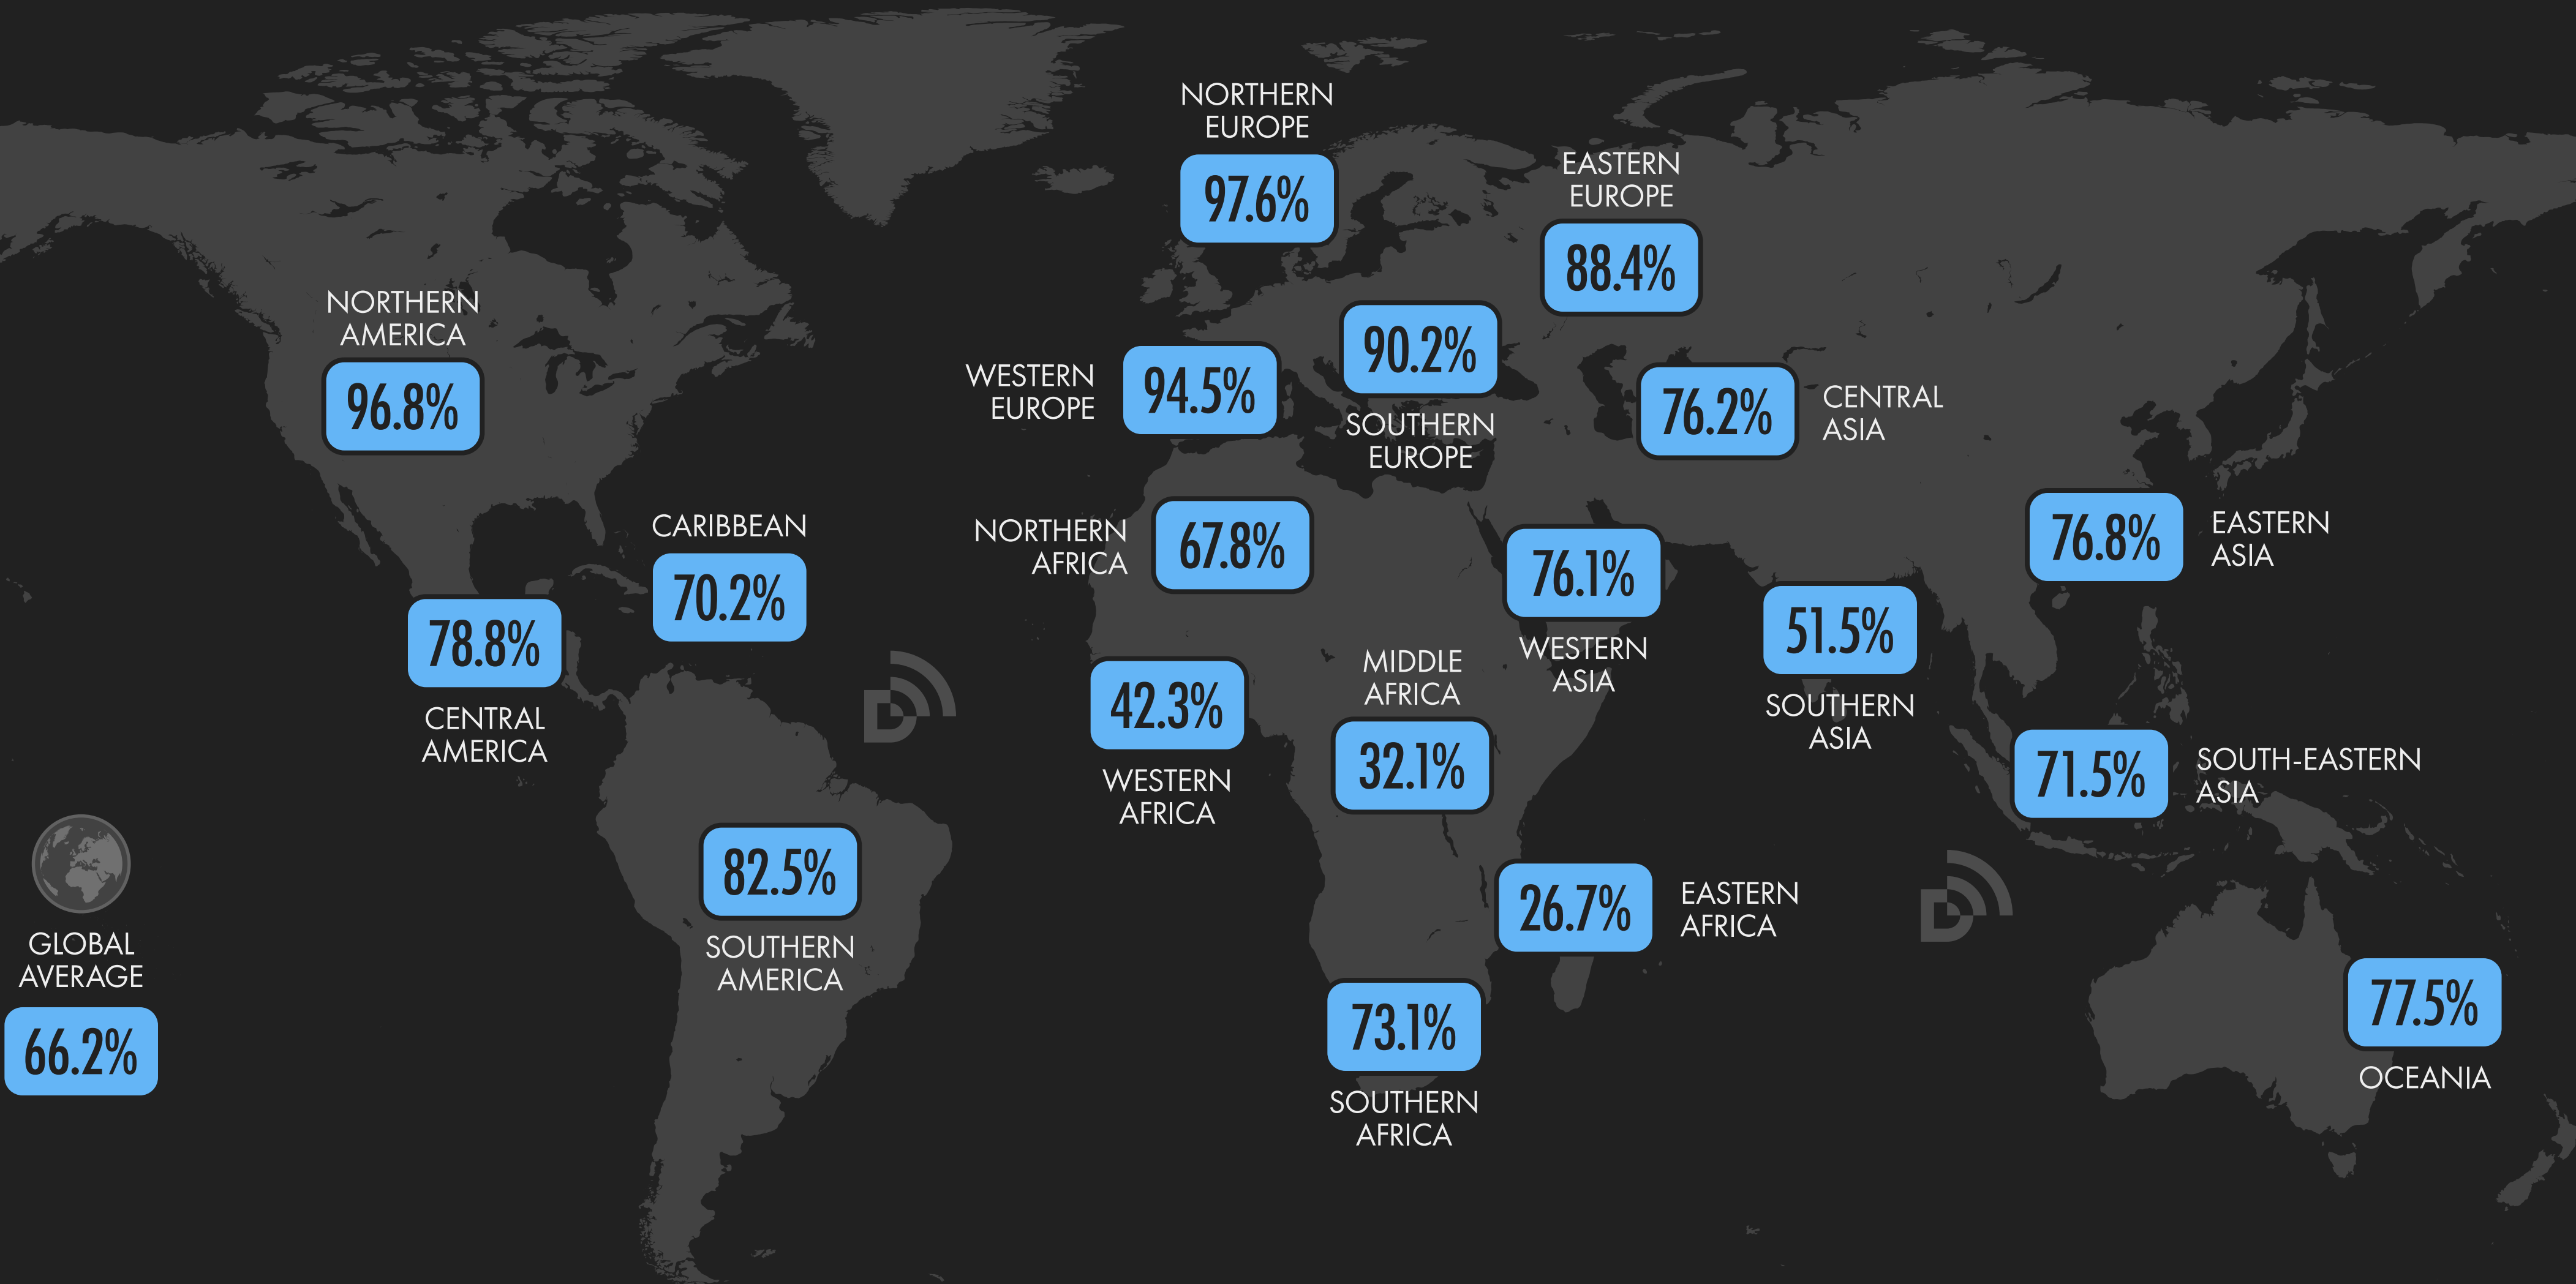 NORTHERN
EUROPE
97.6%
EASTERN
EUROPE
88.4%
NORTHERN
AMERICA
96.8%
WESTERN
EUROPE
94.5%
90.2%
SOUTHERN
EUROPE
76.2%
CENTRAL
ASIA
CARIBBEAN
70.2%
NORTHERN
AFRICA
67.8%
76.1%
WESTERN
ASIA
76.8%
EASTERN
ASIA
78.8%
CENTRAL
AMERICA
51.5%
SOUTHERN
ASIA
42.3%
WESTERN
AFRICA
MIDDLE
AFRICA
32.1%
71.5%
SOUTH-EASTERN
ASIA
82.5%
SOUTHERN
AMERICA
26.7%
EASTERN
AFRICA
GLOBAL
AVERAGE
66.2%
73.1%
SOUTHERN
AFRICA
77.5%
OCEANIA